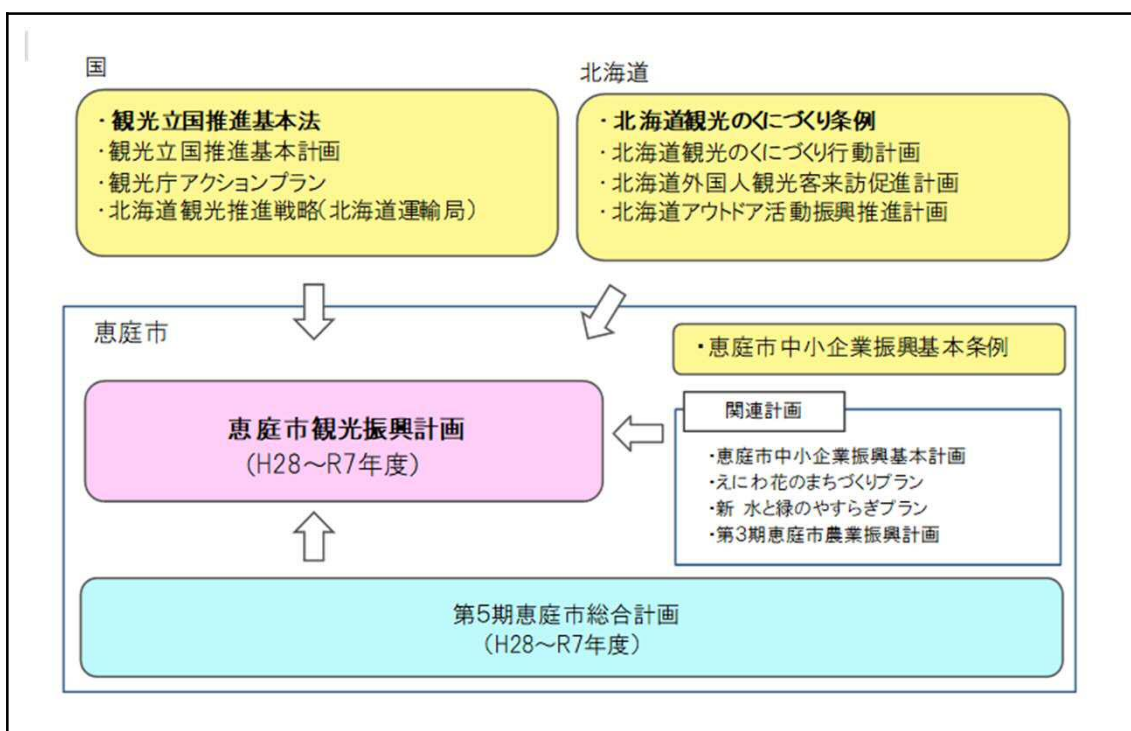 国
・観光立国推進基本法
・観光立国推進基本計画
・観光庁アクションプラン
・北海道観光推進戦略(北海道運輸局)
北海道
・北海道観光のくにづくり条例
・北海道観光のくにづくり行動計画
・北海道外国人観光客来訪促進計画
・北海道アウトドア活動振興推進計画
恵庭市
・恵庭市中小企業振興基本条例
恵庭市観光振興計画
(H28～R7年度)
関連計画
・恵庭市中小企業振興基本計画
・えにわ花のまちづくりプラン
・新 水と緑のやすらぎプラン
・第3期恵庭市農業振興計画
第5期恵庭市総合計画
(H28～R7年度)